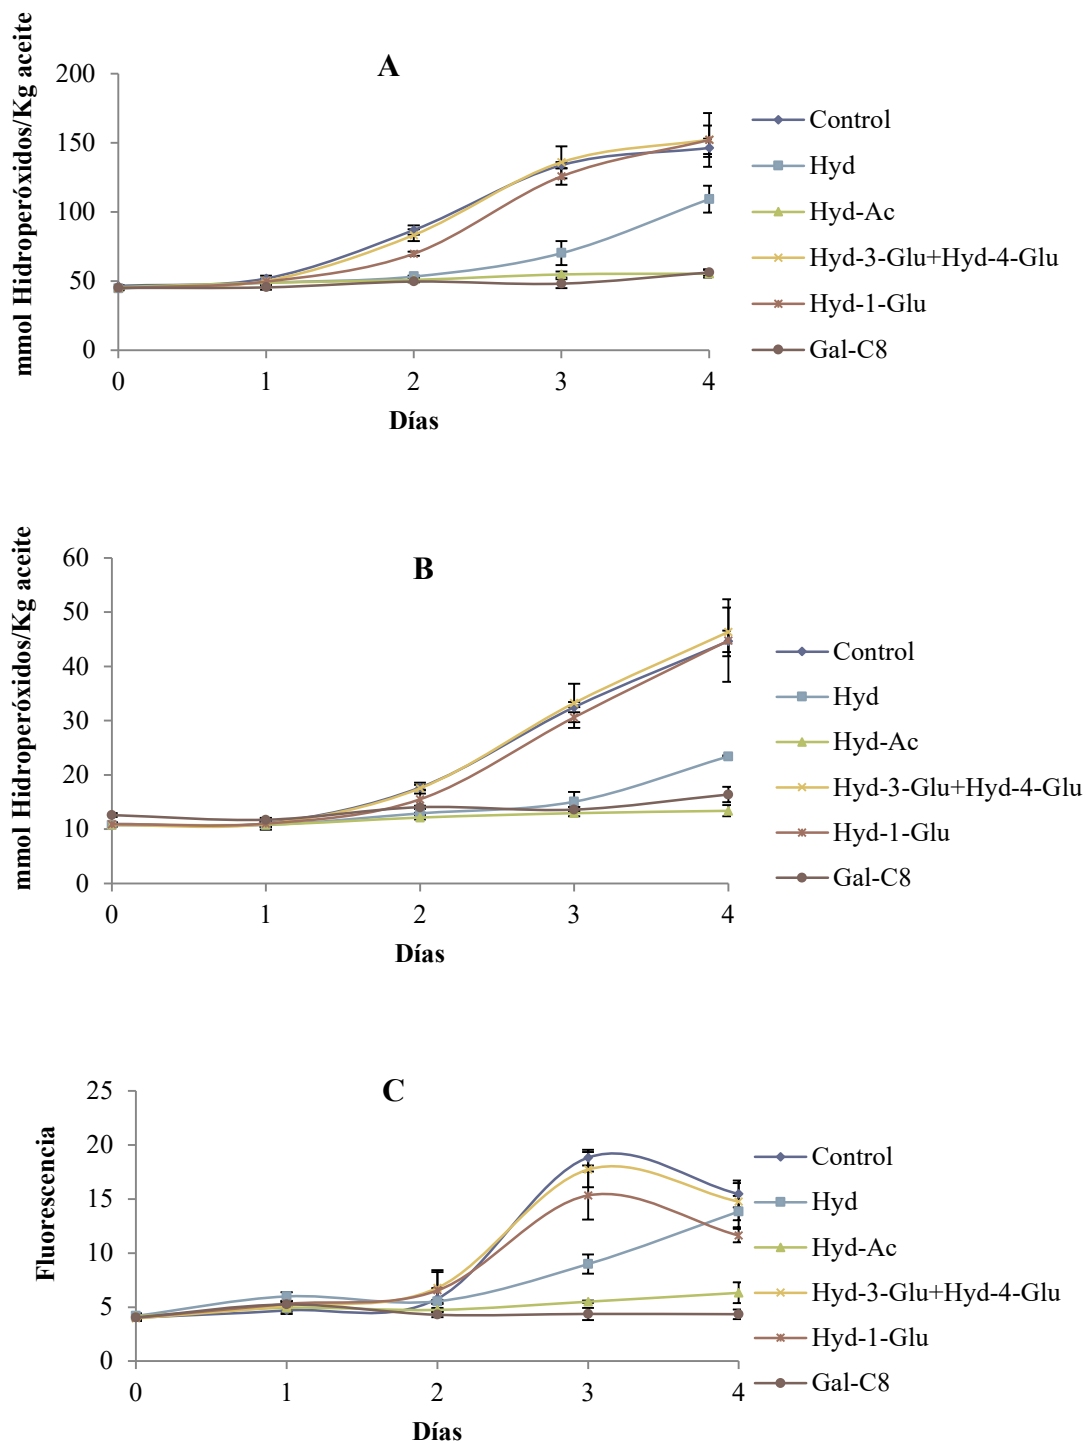 A
mmol Hidroperóxidos/Kg aceite
200
150
100
50
0
0 1 2 3 4
Días
Control
Hyd
Hyd-Ac
Hyd-3-Glu+Hyd-4-Glu
Hyd-1-Glu
Gal-C8
B
mmol Hidroperóxidos/Kg aceite
60
50
40
30
20
10
0
0 1 2 3 4
Días
Control
Hyd
Hyd-Ac
Hyd-3-Glu+Hyd-4-Glu
Hyd-1-Glu
Gal-C8
C
Fluorescencia
25
20
15
10
5
0
0 1 2 3 4
Días
Control
Hyd
Hyd-Ac
Hyd-3-Glu+Hyd-4-Glu
Hyd-1-Glu
Gal-C8